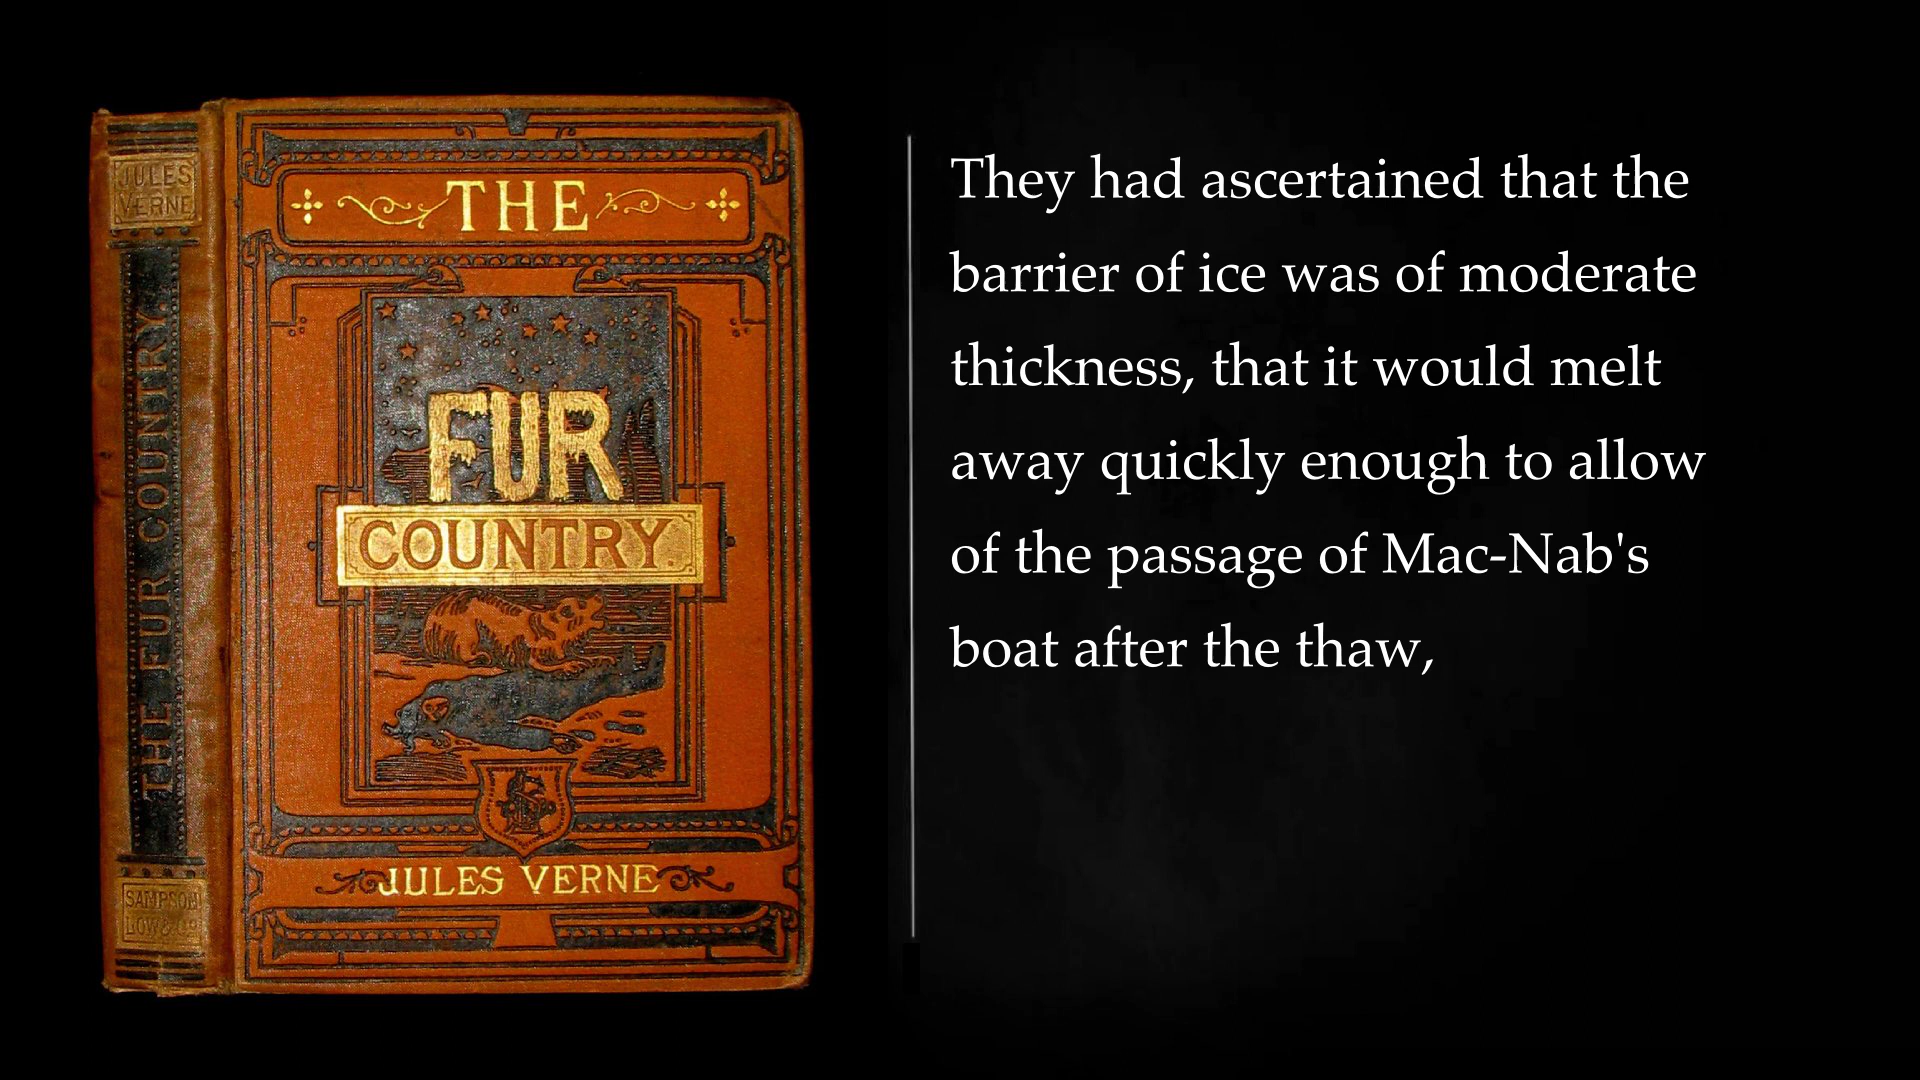 JULES
VERNE
THE FUR COUNTRY.
SAMPSON
LOW & Co
THE
FUR
COUNTRY.
JULES VERNE
They had ascertained that the
barrier of ice was of moderate
thickness, that it would melt
away quickly enough to allow
of the passage of Mac-Nab's
boat after the thaw,